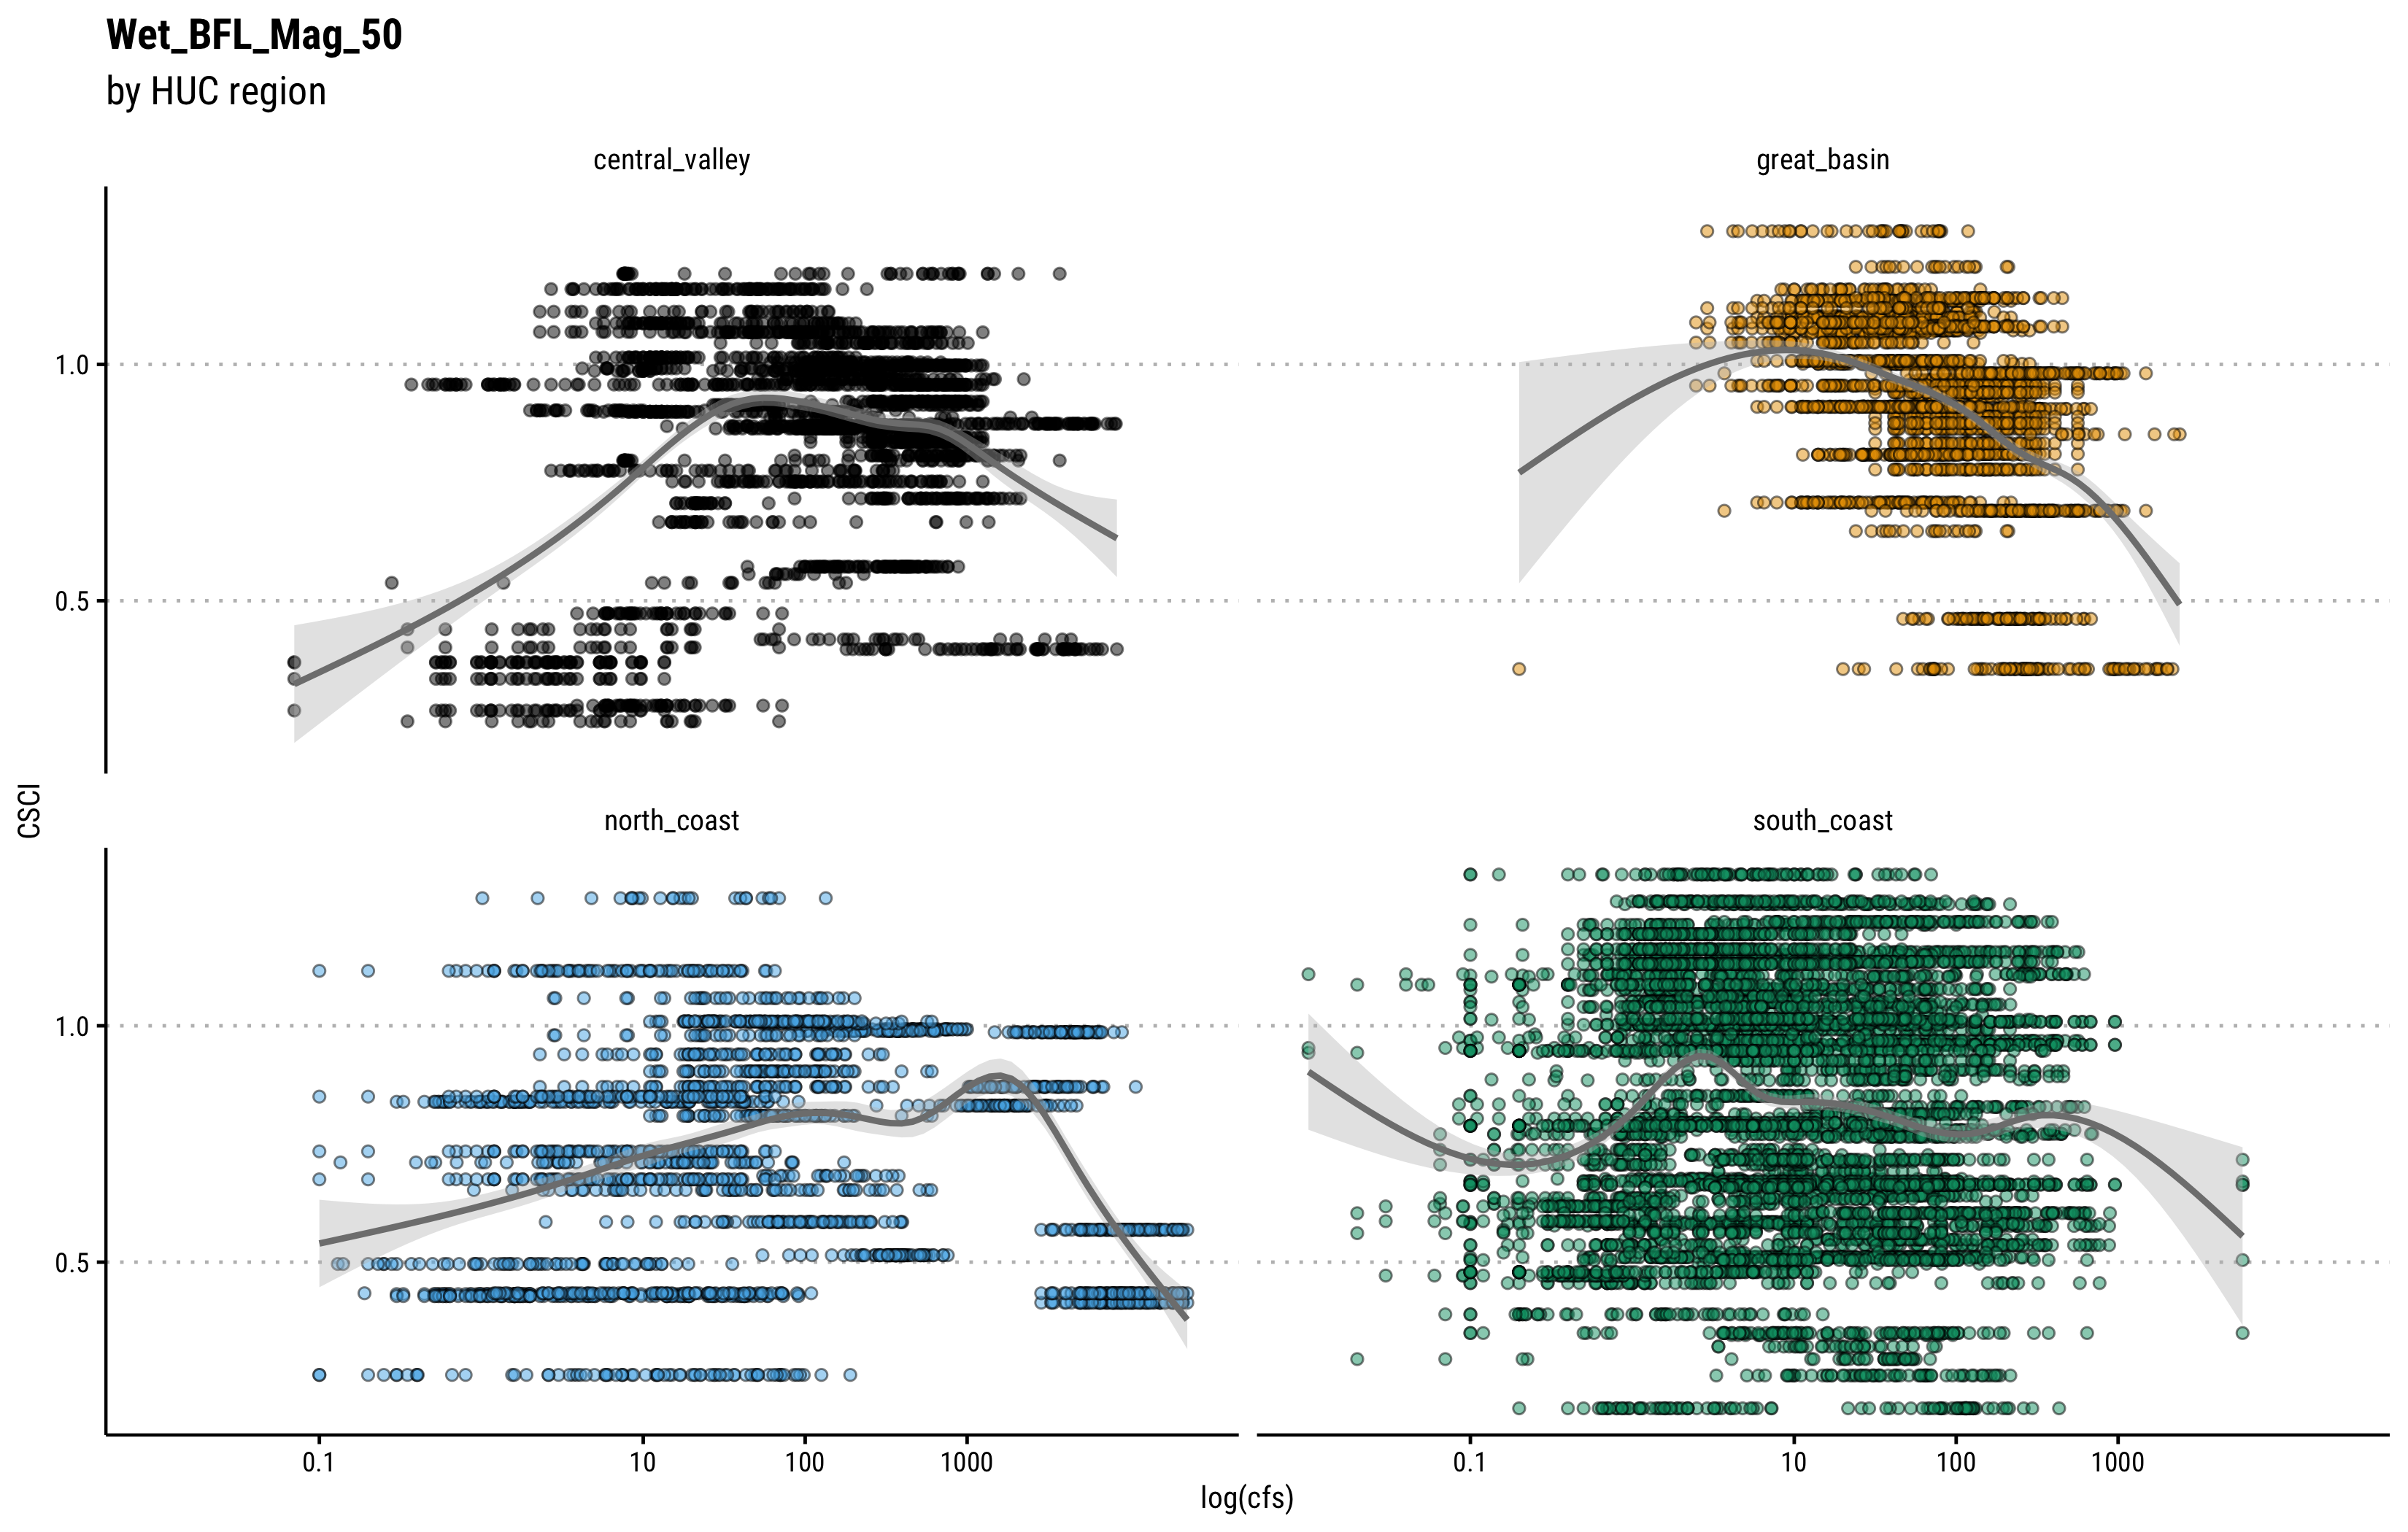 Wet_BFL_Mag_50
by HUC region
central_valley
great_basin
1.0
0.5
CSCI
north_coast
south_coast
1.0
0.5
0.1 10 100 1000
0.1 10 100 1000
log(cfs)